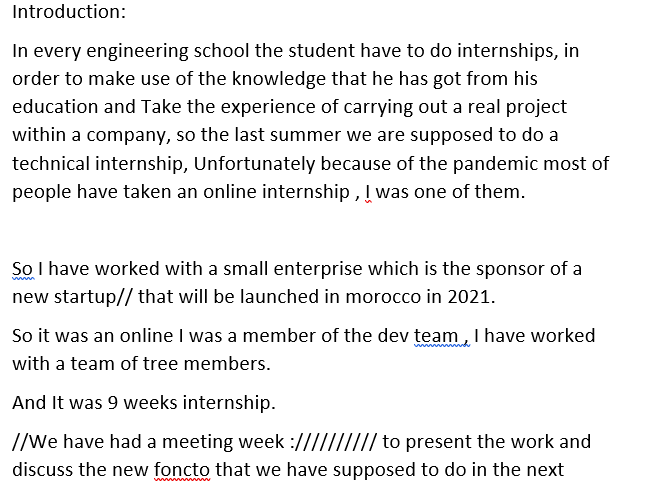 Introduction:
In every engineering school the student have to do internships, in
order to make use of the knowledge that he has got from his
education and Take the experience of carrying out a real project
within a company, so the last summer we are supposed to do a
technical internship, Unfortunately because of the pandemic most of
people have taken an online internship , I was one of them.
So I have worked with a small enterprise which is the sponsor of a
new startup// that will be launched in morocco in 2021.
So it was an online I was a member of the dev team , I have worked
with a team of tree members.
And It was 9 weeks internship.
//We have had a meeting week :////////// to present the work and
discuss the new foncto that we have supposed to do in the next